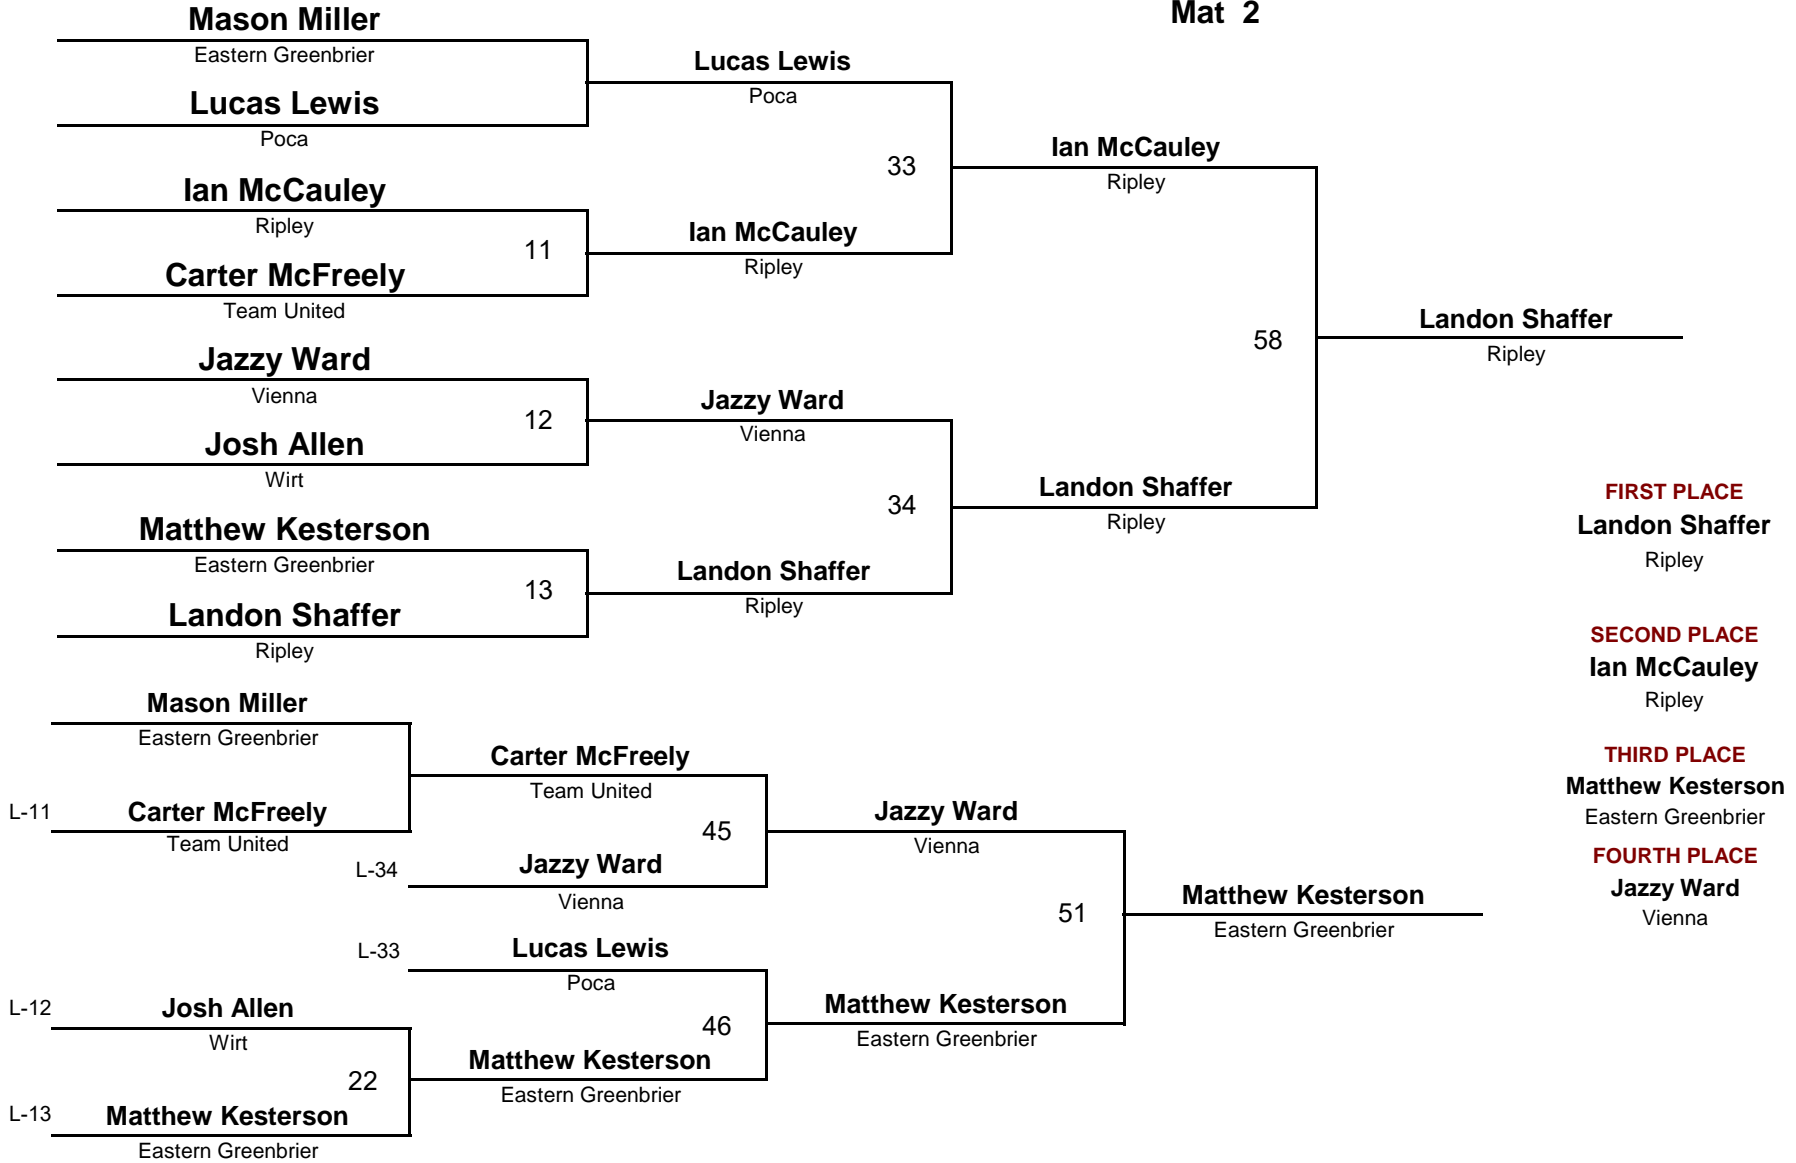 Mat 2
Mason Miller
Eastern Greenbrier
Lucas Lewis
Poca
Lucas Lewis
Poca
33
Ian McCauley
Ripley
Ian McCauley
Ripley
11
Ian McCauley
Ripley
Carter McFreely
Team United
58
Landon Shaffer
Ripley
Jazzy Ward
Vienna
12
Jazzy Ward
Vienna
Josh Allen
Wirt
34
Landon Shaffer
Ripley
Matthew Kesterson
Eastern Greenbrier
13
Landon Shaffer
Ripley
Landon Shaffer
Ripley
FIRST PLACE
Landon Shaffer
Ripley
SECOND PLACE
Ian McCauley
Ripley
THIRD PLACE
Matthew Kesterson
Eastern Greenbrier
FOURTH PLACE
Jazzy Ward
Vienna
Mason Miller
Eastern Greenbrier
Carter McFreely
Team United
L-11 Carter McFreely
Team United
45
Jazzy Ward
Vienna
L-34 Jazzy Ward
Vienna
51
Matthew Kesterson
Eastern Greenbrier
L-33 Lucas Lewis
Poca
L-12 Josh Allen
Wirt
46
Matthew Kesterson
Eastern Greenbrier
22
Matthew Kesterson
Eastern Greenbrier
L-13 Matthew Kesterson
Eastern Greenbrier